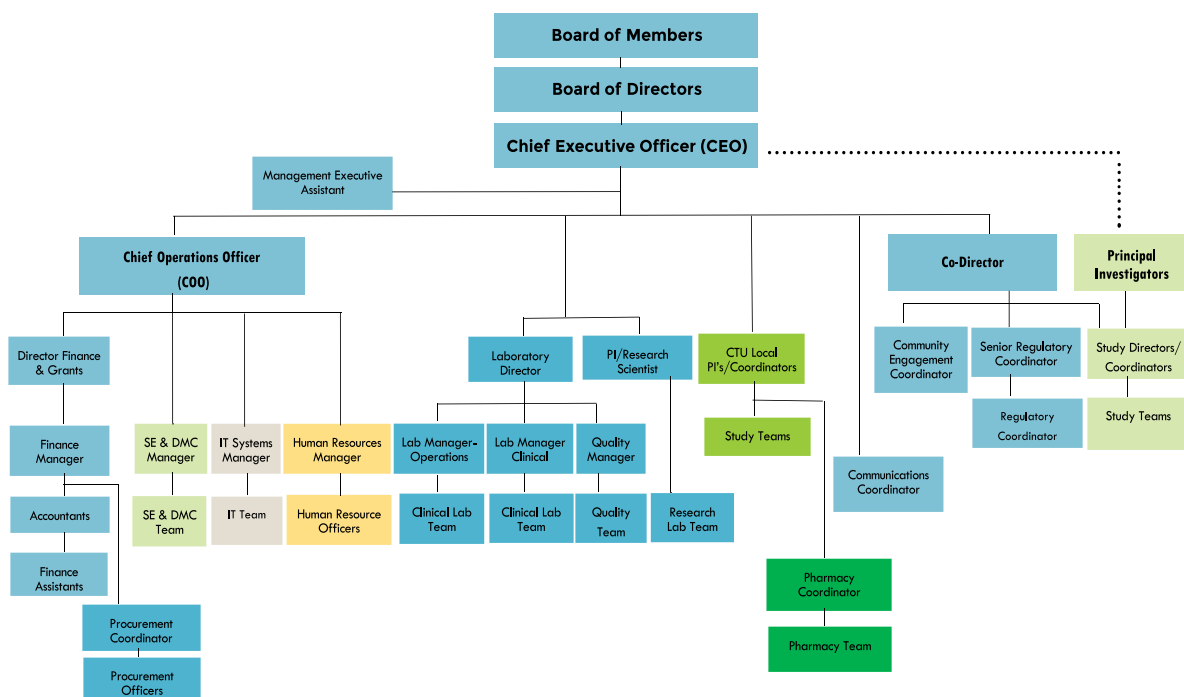 Board of Members
Board of Directors
Chief Executive Officer (CEO)
Management Executive
Assistant
Chief Operations Officer
(COO)
Co-Director
Principal
Investigators
Director Finance
& Grants
Laboratory
Director
PI/Research
Scientist
CTU Local
PI's/Coordinators
Community
Engagement
Coordinator
Senior Regulatory
Coordinator
Study Directors/
Coordinators
Finance
Manager
SE & DMC
Manager
IT Systems
Manager
Human Resources
Manager
Lab Manager-
Operations
Lab Manager
Clinical
Quality
Manager
Study Teams
Regulatory
Coordinator
Study Teams
Communications
Coordinator
Accountants
SE & DMC
Team
IT Team
Human Resource
Officers
Clinical Lab
Team
Clinical Lab
Team
Quality
Team
Research
Lab Team
Finance
Assistants
Pharmacy
Coordinator
Procurement
Coordinator
Pharmacy Team
Procurement
Officers